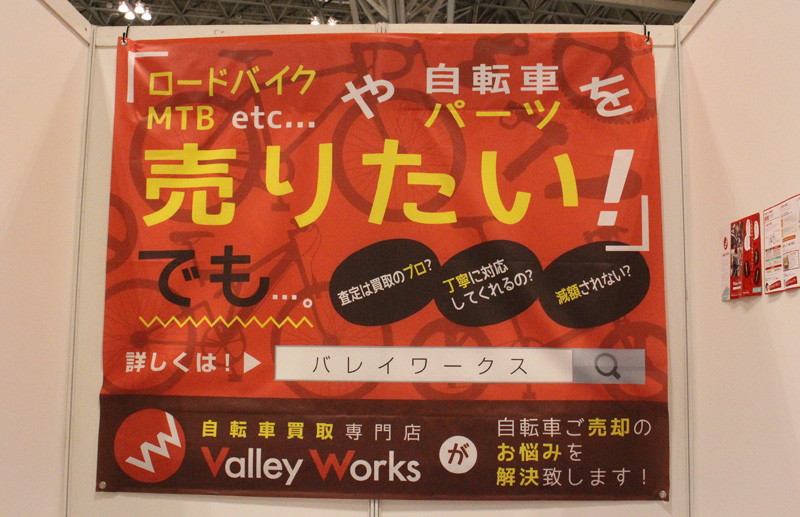 「ロードバイク や 自転車 を
MTB etc... パーツ
売りたい!」
でも...。
査定は買取のプロ?
丁寧に対応
してくれるの?
減額されない?
詳しくは!▶ バレイワークス
自転車買取専門店
Valley Works
が
自転車ご売却の
お悩みを
解決致します!